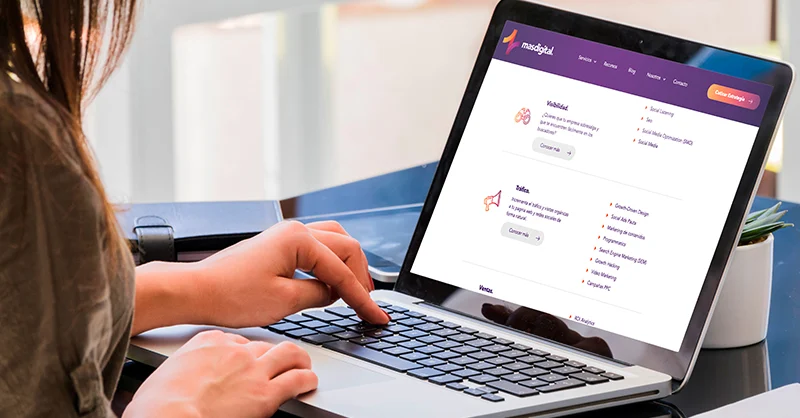 masdigital.
Servicios
Recursos
Blog
Nosotros
Contacto
Cotizar Estrategia
Visibilidad.
¿Quieres que tu empresa sobresalga y
que se encuentren fácilmente en los
buscadores?
Conocer más
Social Listening
Seo
Social Media Optimization (SMO)
Social Media
Tráfico.
Incrementa el tráfico y visitas orgánicas
a tu página web y redes sociales de
forma natural.
Conocer más
Growth-Driven Design
Social Ads Pauta
Marketing de contenidos
Programmatic
Search Engine Marketing (SEM)
Growth Hacking
Video Marketing
Campañas PPC
Ventas.
ROI Analytics